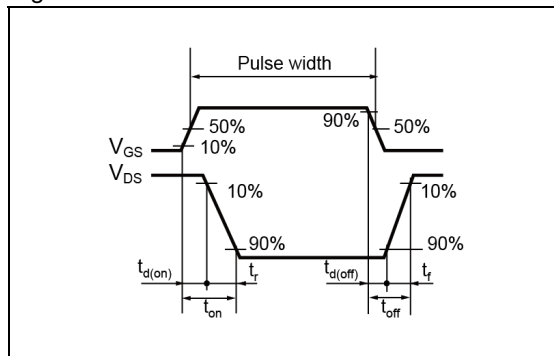 Pulse width
90%
50%
50%
10%
V_GS
V_DS
10%
10%
90%
90%
t_d(on)
t_r
t_d(off)
t_f
t_on
t_off